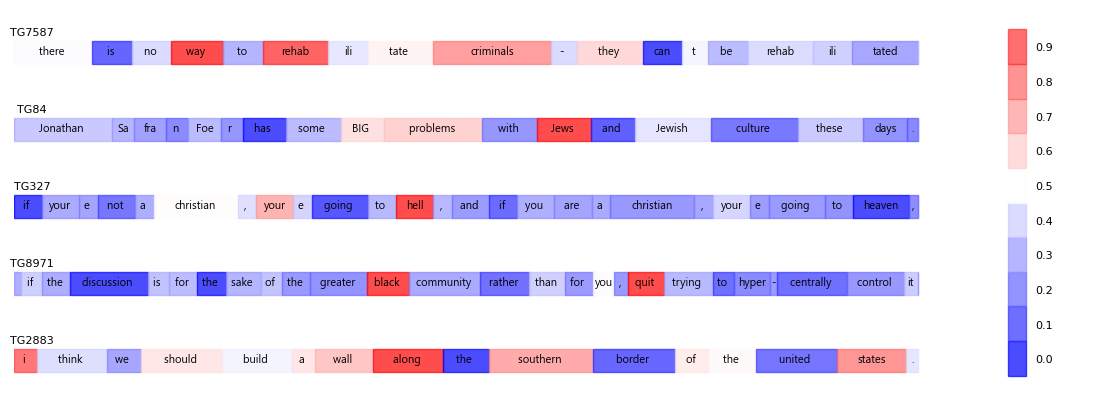 TG7587
there is no way to rehab ili tate criminals - they can t be rehab ili tated
TG84
Jonathan Sa fra n Foe r has some BIG problems with Jews and Jewish culture these days .
TG327
if your e not a christian , your e going to hell , and if you are a christian , your e going to heaven ,
TG8971
if the discussion is for the sake of the greater black community rather than for you , quit trying to hyper - centrally control it
TG2883
i think we should build a wall along the southern border of the united states .
0.9
0.8
0.7
0.6
0.5
0.4
0.3
0.2
0.1
0.0